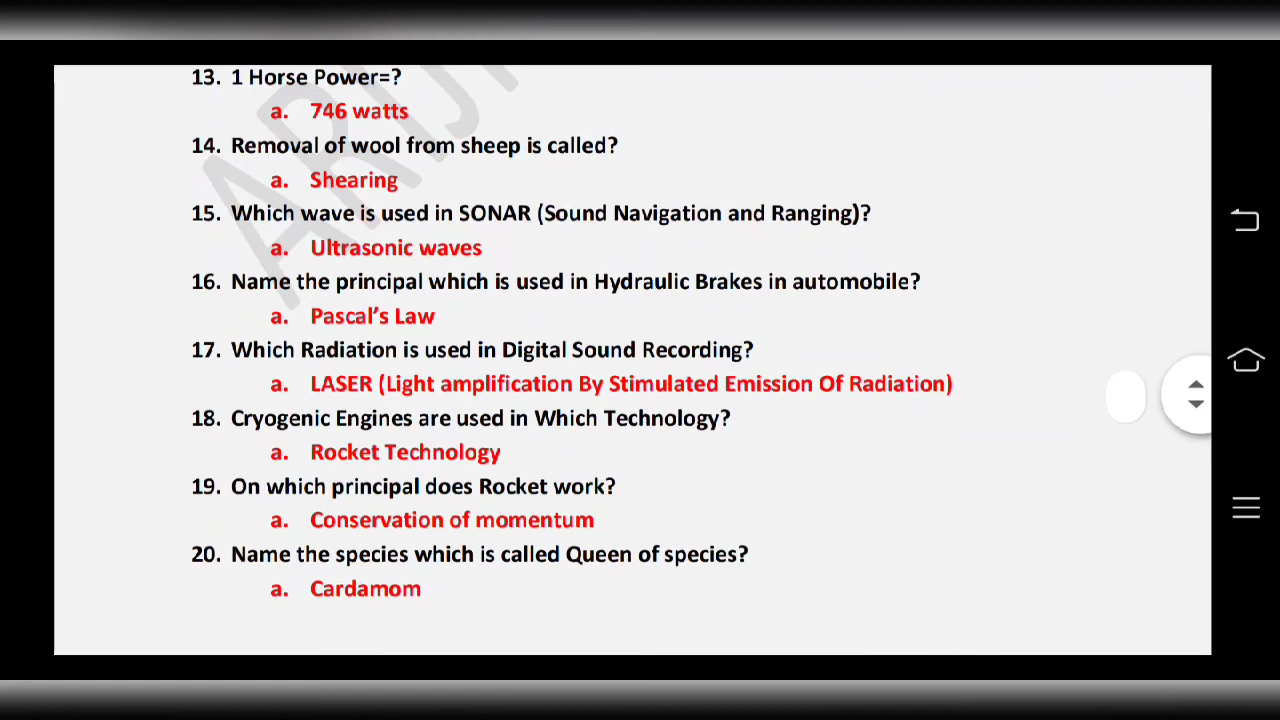 13. 1 Horse Power=?
a. 746 watts
14. Removal of wool from sheep is called?
a. Shearing
15. Which wave is used in SONAR (Sound Navigation and Ranging)?
a. Ultrasonic waves
16. Name the principal which is used in Hydraulic Brakes in automobile?
a. Pascal's Law
17. Which Radiation is used in Digital Sound Recording?
a. LASER (Light amplification By Stimulated Emission Of Radiation)
18. Cryogenic Engines are used in Which Technology?
a. Rocket Technology
19. On which principal does Rocket work?
a. Conservation of momentum
20. Name the species which is called Queen of species?
a. Cardamom